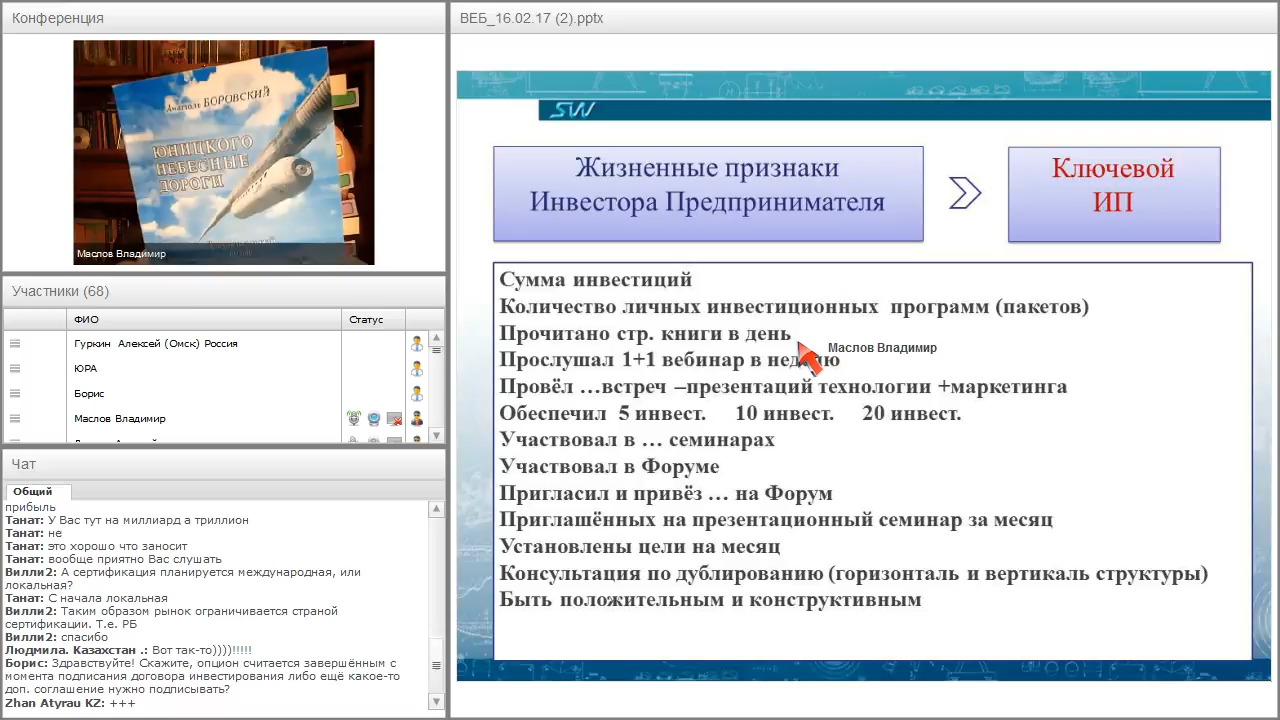 Конференция
Анатоль БОРОВСКИЙ
ЮНИЦКОГО
НЕБЕСНЫЕ
ДОРОГИ
Маслов Владимир
Участники (68)
ФИО
Статус
Гуркин Алексей (Омск) Россия
ЮРА
Борис
Маслов Владимир
Чат
Общий
прибыль
Танат: У Вас тут на миллиард а триллион
Танат: не
Танат: это хорошо что заносит
Танат: вообще приятно Вас слушать
Вилли2: А сертификация планируется международная, или
локальная?
Танат: С начала локальная
Вилли2: Таким образом рынок ограничивается страной
сертификации. Т.е. РБ
Вилли2: спасибо
Людмила. Казахстан .: Вот так-то))))!!!!!
Борис: Здравствуйте! Скажите, опцион считается завершённым с
момента подписания договора инвестирования либо ещё какое-то
доп. соглашение нужно подписывать?
Zhan Atyrau KZ: +++
ВЕБ_16.02.17 (2).pptx
SW
Жизненные признаки
Инвестора Предпринимателя
Ключевой
ИП
Сумма инвестиций
Количество личных инвестиционных программ (пакетов)
Прочитано стр. книги в день
Маслов Владимир
Прослушал 1+1 вебинар в неделю
Провёл …встреч –презентаций технологии +маркетинга
Обеспечил 5 инвест. 10 инвест. 20 инвест.
Участвовал в … семинарах
Участвовал в Форуме
Пригласил и привёз … на Форум
Приглашённых на презентационный семинар за месяц
Установлены цели на месяц
Консультация по дублированию (горизонталь и вертикаль структуры)
Быть положительным и конструктивным